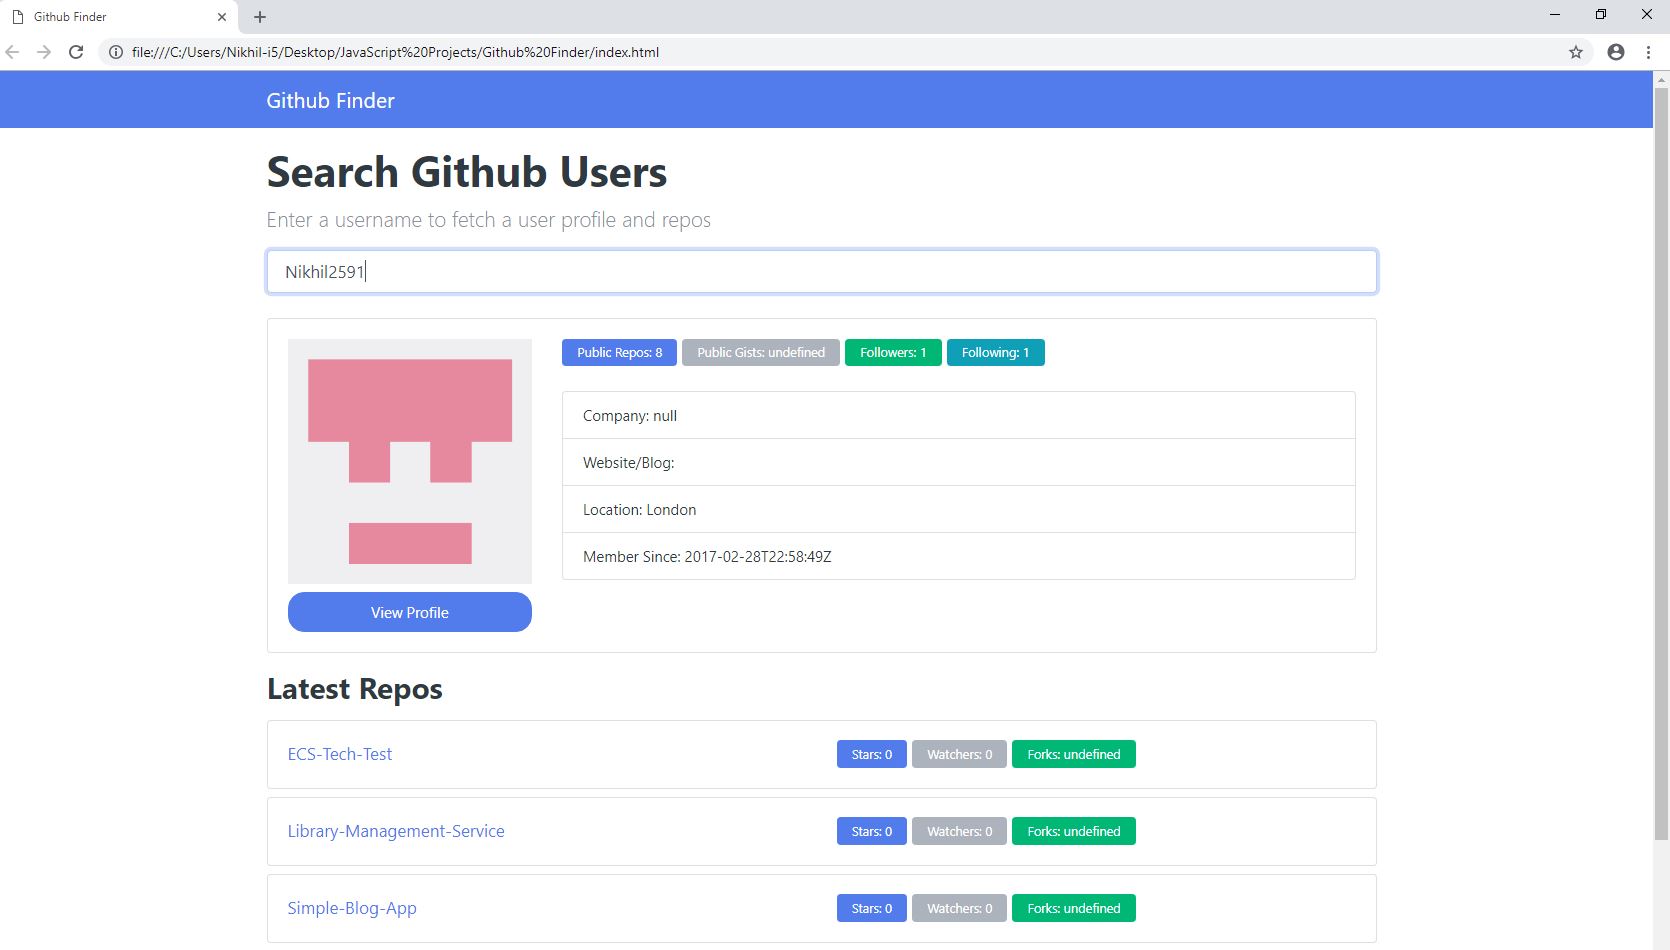 Github Finder
file:///C:/Users/Nikhil-i5/Desktop/JavaScript%20Projects/Github%20Finder/index.html
Github Finder
Search Github Users
Enter a username to fetch a user profile and repos
Nikhil2591
Public Repos: 8 Public Gists: undefined Followers: 1 Following: 1
Company: null
Website/Blog:
Location: London
Member Since: 2017-02-28T22:58:49Z
View Profile
Latest Repos
ECS-Tech-Test Stars: 0 Watchers: 0 Forks: undefined
Library-Management-Service Stars: 0 Watchers: 0 Forks: undefined
Simple-Blog-App Stars: 0 Watchers: 0 Forks: undefined